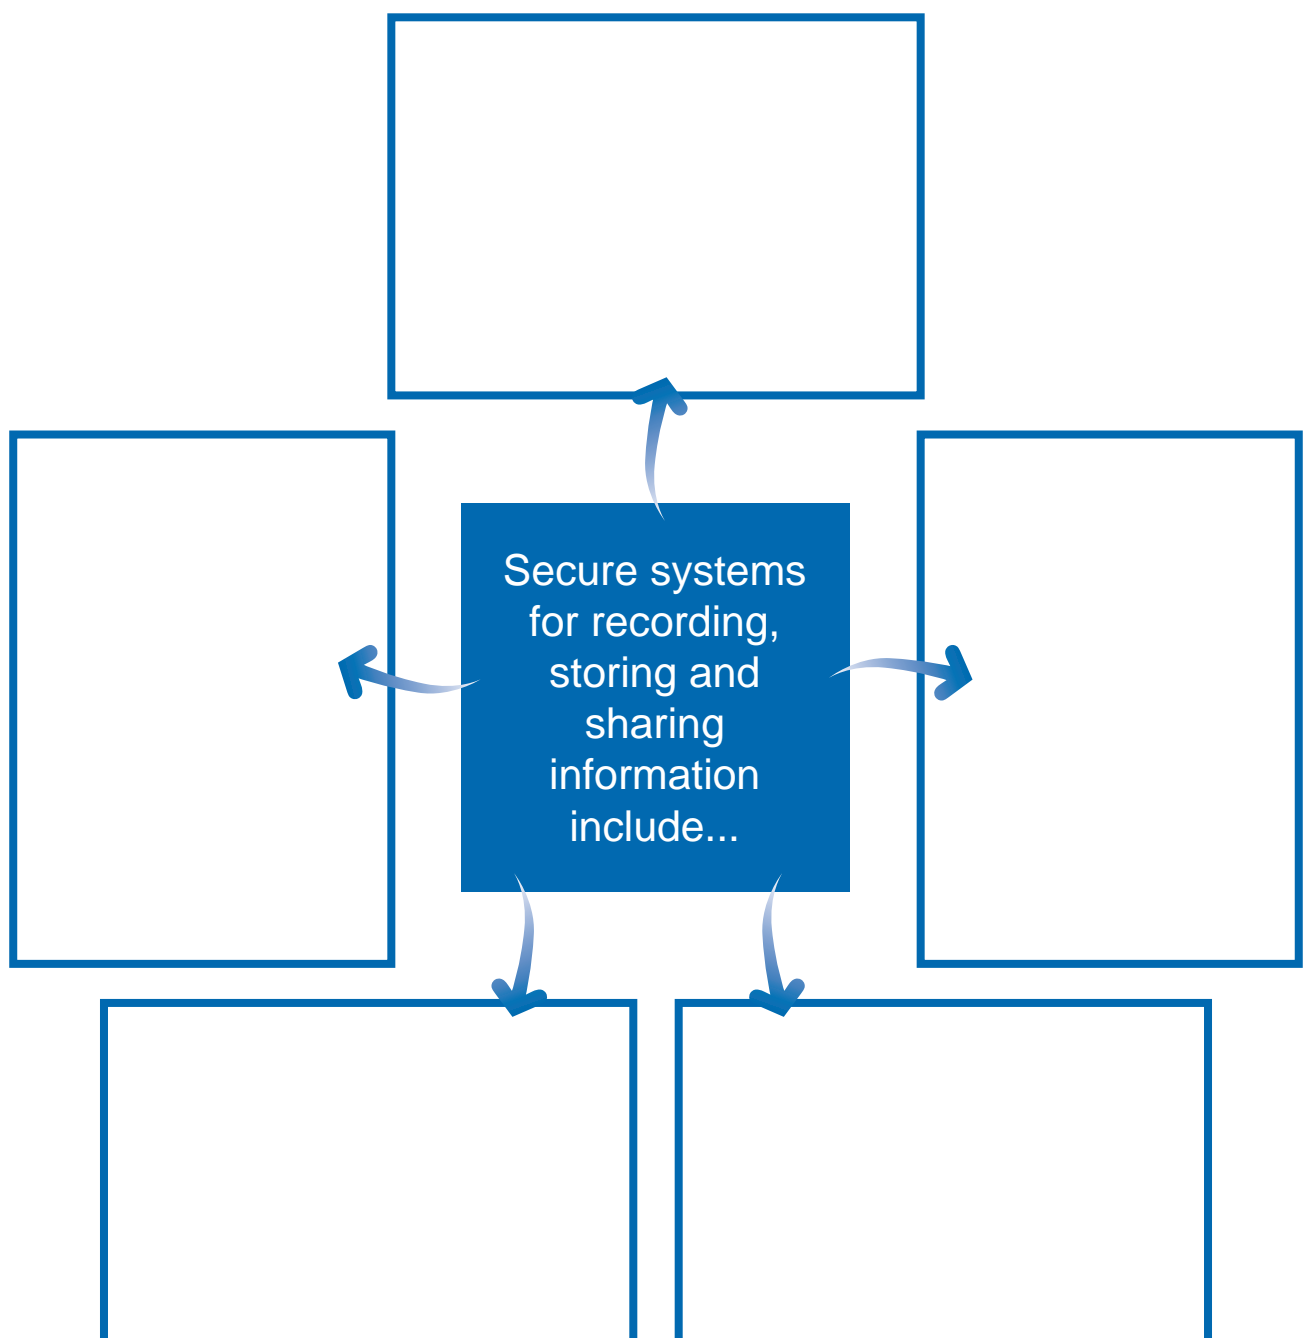 Secure systems
for recording,
storing and
sharing
information
include...